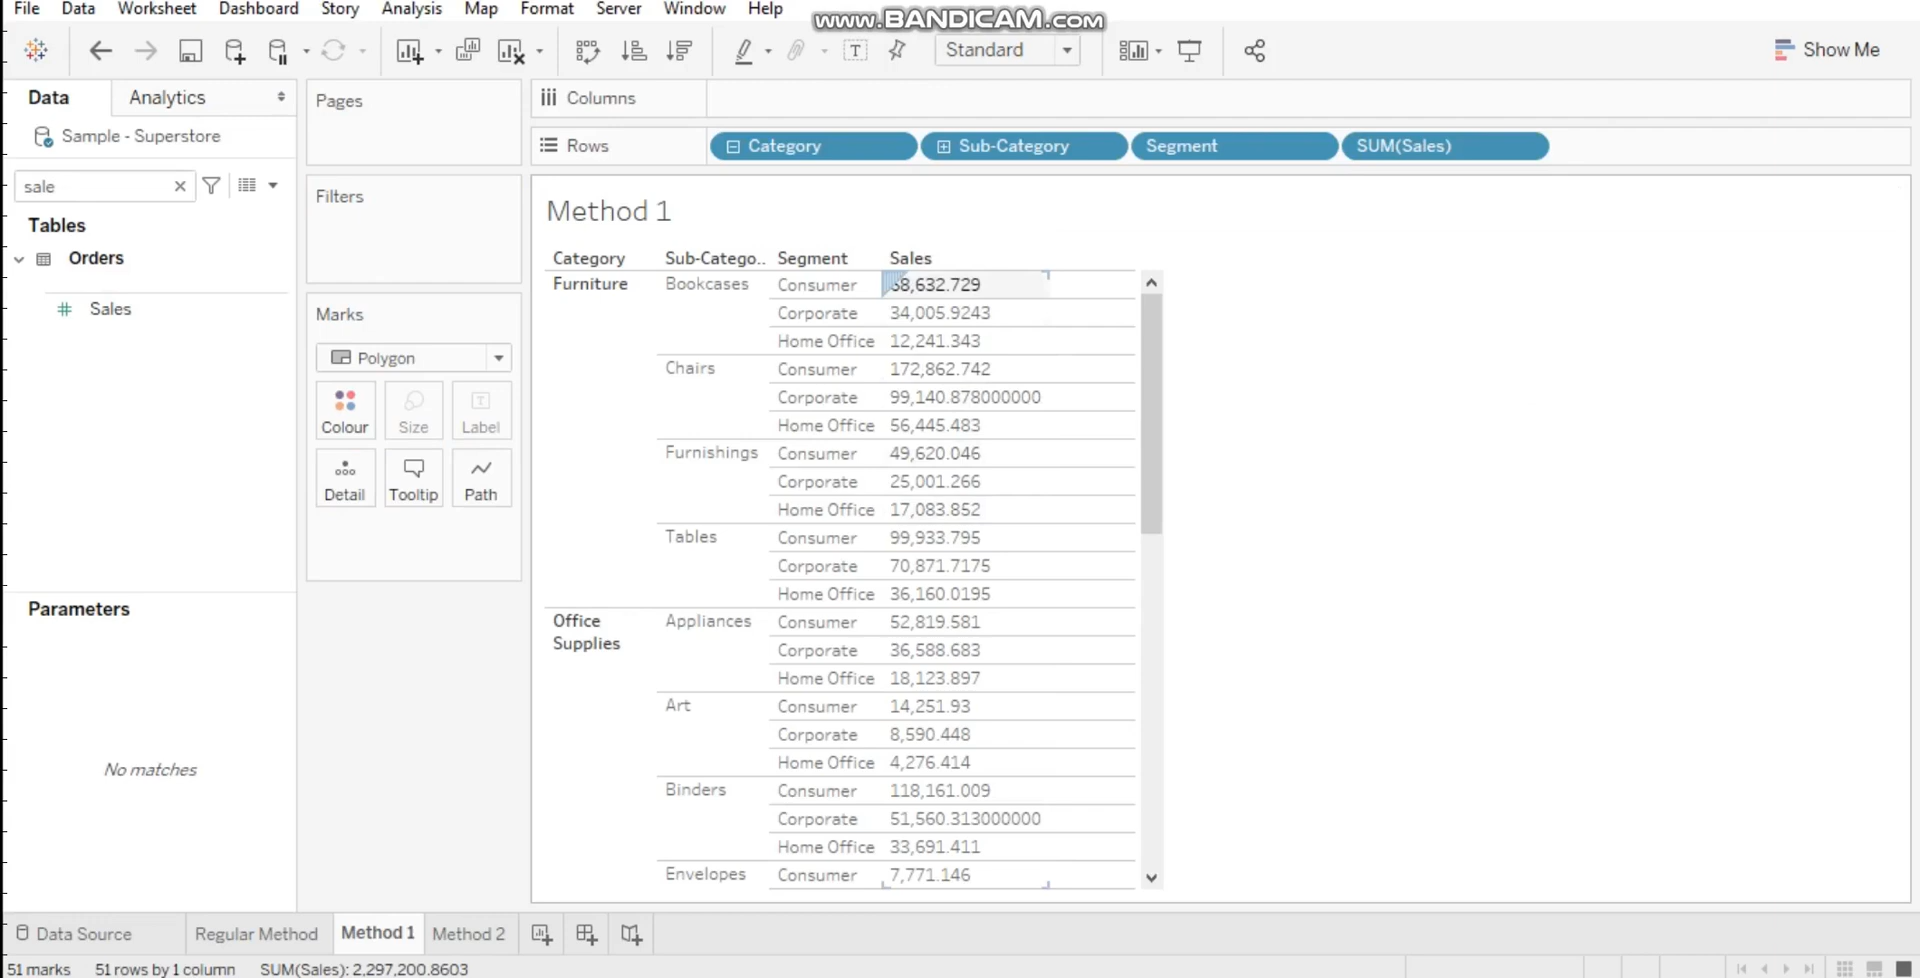 File Data Worksheet Dashboard Story Analysis Map Format Server Window Help
www.BANDICAM.com
Standard
Show Me
Data Analytics
Sample - Superstore
sale
Tables
Orders
Sales
Parameters
No matches
Pages
Filters
Marks
Polygon
Colour Size Label
Detail Tooltip Path
Columns
Rows Category Sub-Category Segment SUM(Sales)
Method 1
Category Sub-Catego.. Segment Sales
Furniture Bookcases Consumer 68,632.729
Corporate 34,005.9243
Home Office 12,241.343
Chairs Consumer 172,862.742
Corporate 99,140.878000000
Home Office 56,445.483
Furnishings Consumer 49,620.046
Corporate 25,001.266
Home Office 17,083.852
Tables Consumer 99,933.795
Corporate 70,871.7175
Home Office 36,160.0195
Office Supplies Appliances Consumer 52,819.581
Corporate 36,588.683
Home Office 18,123.897
Art Consumer 14,251.93
Corporate 8,590.448
Home Office 4,276.414
Binders Consumer 118,161.009
Corporate 51,560.313000000
Home Office 33,691.411
Envelopes Consumer 7,771.146
Data Source Regular Method Method 1 Method 2
51 marks 51 rows by 1 column SUM(Sales): 2,297,200.8603